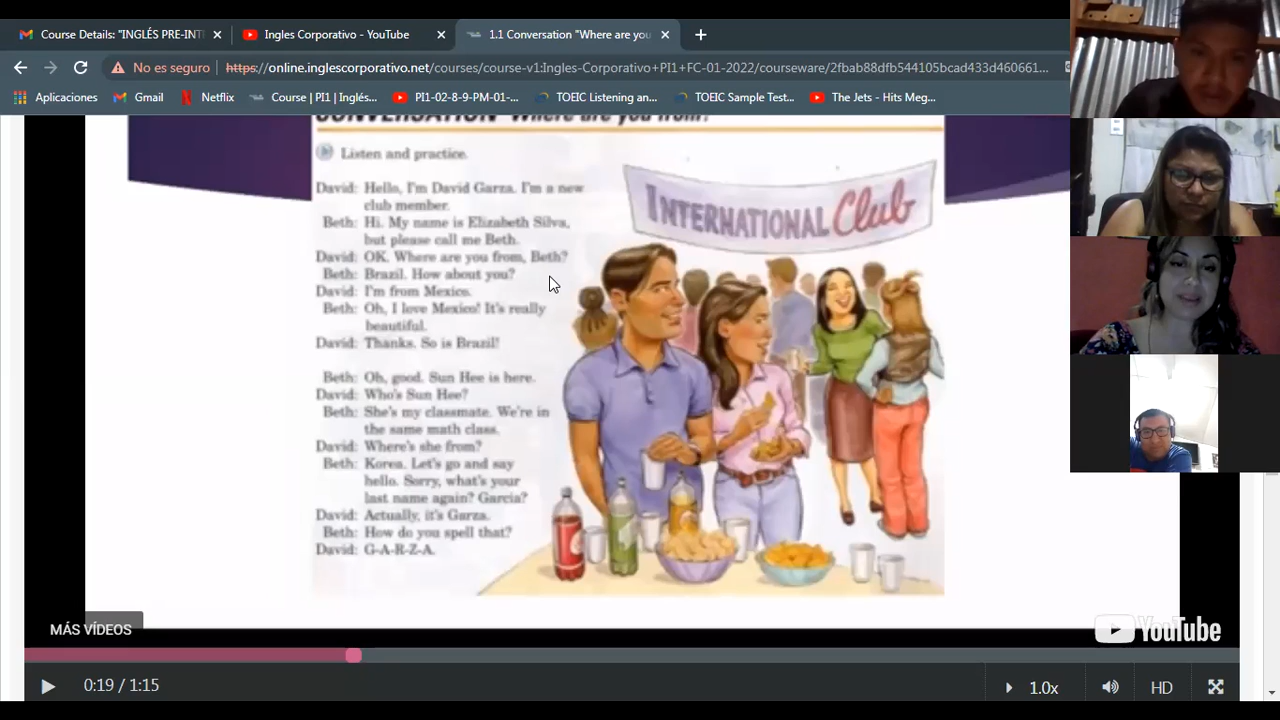 Course Details: "INGLÉS PRE-INT
Ingles Corporativo - YouTube
1.1 Conversation "Where are you
No es seguro
https://online.inglescorporativo.net/courses/course-v1:Ingles-Corporativo+PI1+FC-01-2022/courseware/2fbab88dfb544105bcad433d460661...
Aplicaciones
Gmail
Netflix
Course | PI1 | Inglés...
PI1-02-8-9-PM-01-...
TOEIC Listening an...
TOEIC Sample Test...
The Jets - Hits Meg...
CONVERSATION Where are you from?
Listen and practice.
David: Hello, I'm David Garza. I'm a new
club member.
Beth: Hi. My name is Elizabeth Silva,
but please call me Beth.
David: OK. Where are you from, Beth?
Beth: Brazil. How about you?
David: I'm from Mexico.
Beth: Oh, I love Mexico! It's really
beautiful.
David: Thanks. So is Brazil!
Beth: Oh, good. Sun Hee is here.
David: Who's Sun Hee?
Beth: She's my classmate. We're in
the same math class.
David: Where's she from?
Beth: Korea. Let's go and say
hello. Sorry, what's your
last name again? Garcia?
David: Actually, it's Garza.
Beth: How do you spell that?
David: G-A-R-Z-A.
INTERNATIONAL Club
MÁS VÍDEOS
YouTube
0:19 / 1:15
1.0x
HD